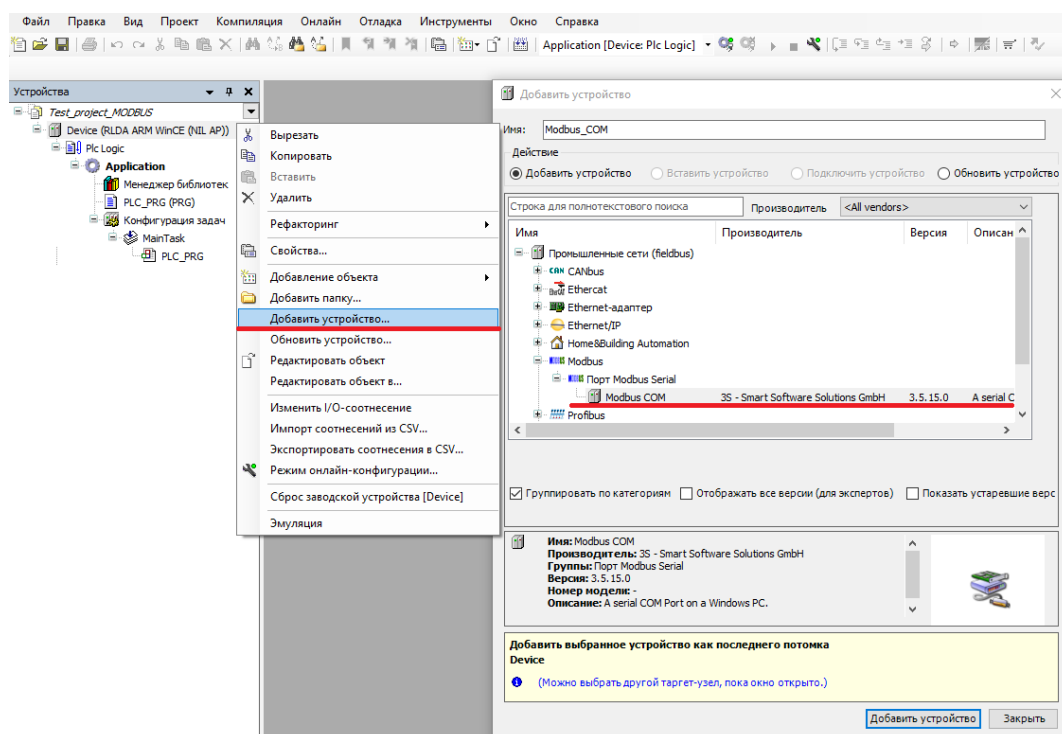 Файл Правка Вид Проект Компиляция Онлайн Отладка Инструменты Окно Справка
Application [Device: Plc Logic]
Устройства
Test_project_MODBUS
Device (RLDA ARM WinCE (NIL AP))
Plc Logic
Application
Менеджер библиотек
PLC_PRG (PRG)
Конфигурация задач
MainTask
PLC_PRG
Вырезать
Копировать
Вставить
Удалить
Рефакторинг
Свойства...
Добавление объекта
Добавить папку...
Добавить устройство...
Обновить устройство...
Редактировать объект
Редактировать объект в...
Изменить I/O-соотнесение
Импорт соотнесений из CSV...
Экспортировать соотнесения в CSV...
Режим онлайн-конфигурации...
Сброс заводской устройства [Device]
Эмуляция
Добавить устройство
Имя: Modbus_COM
Действие
Добавить устройство Вставить устройство Подключить устройство Обновить устройство
Строка для полнотекстового поиска Производитель <All vendors>
Имя Производитель Версия Описан
Промышленные сети (fieldbus)
CAN CANbus
EtherCAT Ethercat
Ethernet-адаптер
Ethernet/IP
Home&Building Automation
Modbus
Порт Modbus Serial
Modbus COM 3S - Smart Software Solutions GmbH 3.5.15.0 A serial C
Profibus
Группировать по категориям Отображать все версии (для экспертов) Показать устаревшие верс
Имя: Modbus COM
Производитель: 3S - Smart Software Solutions GmbH
Группы: Порт Modbus Serial
Версия: 3.5.15.0
Номер модели: -
Описание: A serial COM Port on a Windows PC.
Добавить выбранное устройство как последнего потомка
Device
(Можно выбрать другой таргет-узел, пока окно открыто.)
Добавить устройство Закрыть